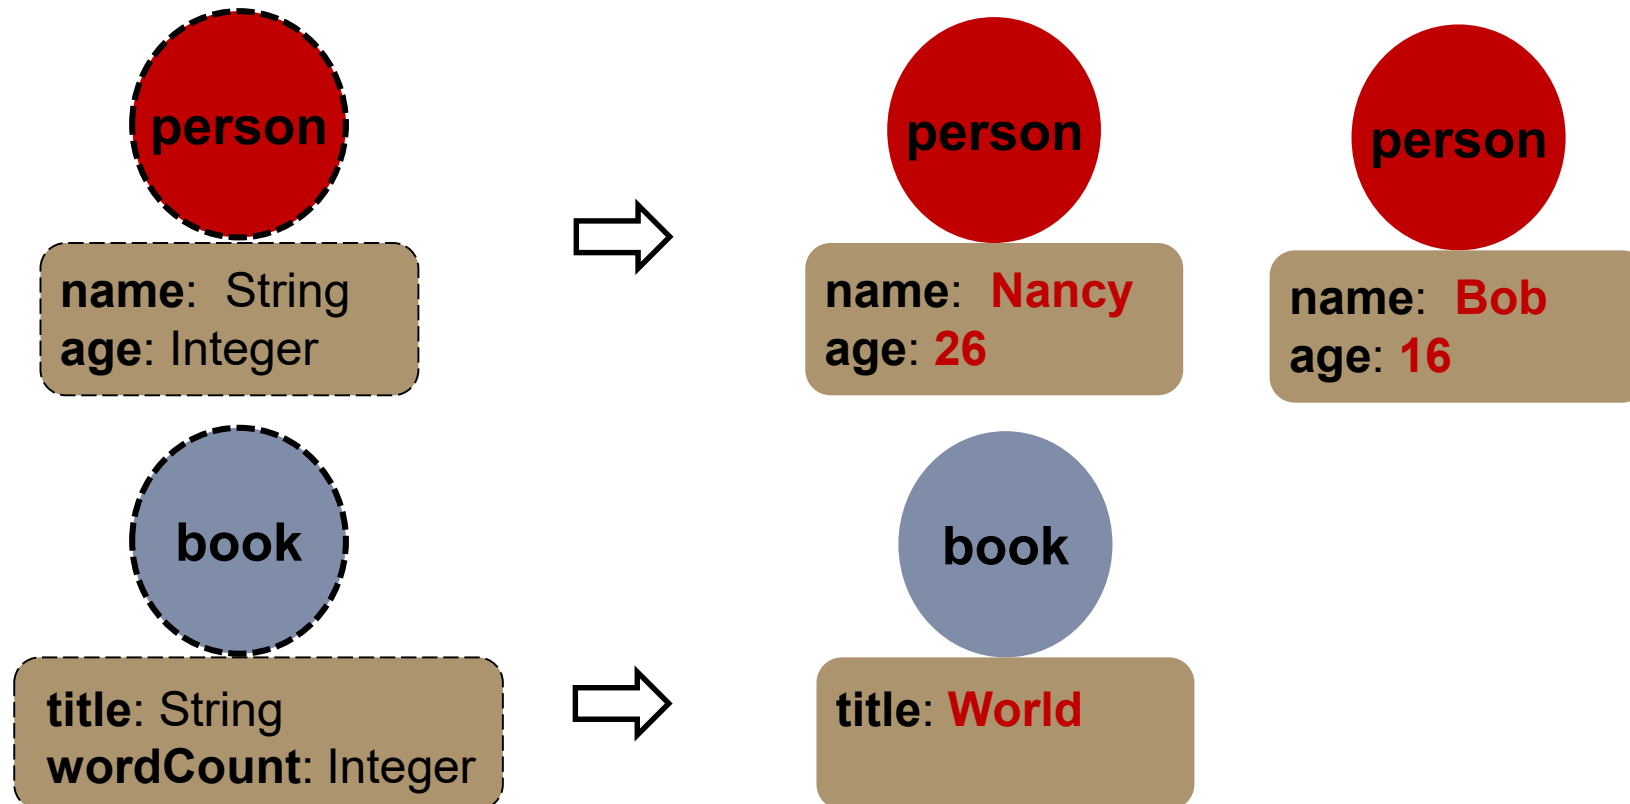 person
name: String
age: Integer
person
name: Nancy
age: 26
person
name: Bob
age: 16
book
title: String
wordCount: Integer
book
title: World